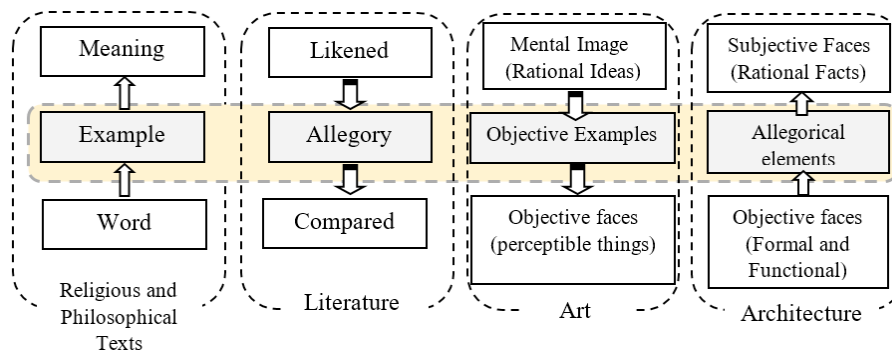 Meaning
Example
Word
Religious and
Philosophical
Texts
Likened
Allegory
Compared
Literature
Mental Image
(Rational Ideas)
Objective Examples
Objective faces
(perceptible things)
Art
Subjective Faces
(Rational Facts)
Allegorical
elements
Objective faces
(Formal and
Functional)
Architecture